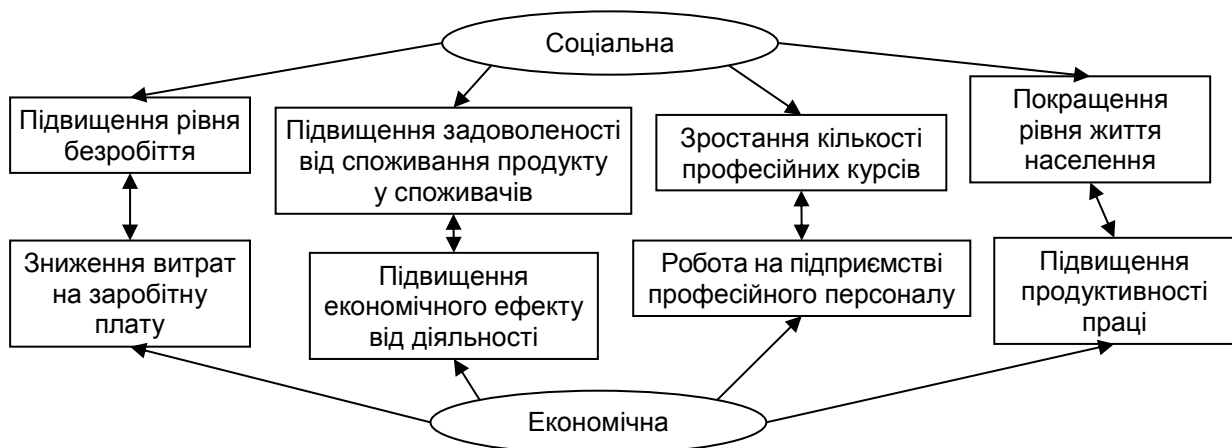 Соціальна
Підвищення рівня
безробіття
Підвищення задоволеності
від споживання продукту
у споживачів
Зростання кількості
професійних курсів
Покращення
рівня життя
населення
Зниження витрат
на заробітну
плату
Підвищення
економічного ефекту
від діяльності
Робота на підприємстві
професійного персоналу
Підвищення
продуктивності
праці
Економічна